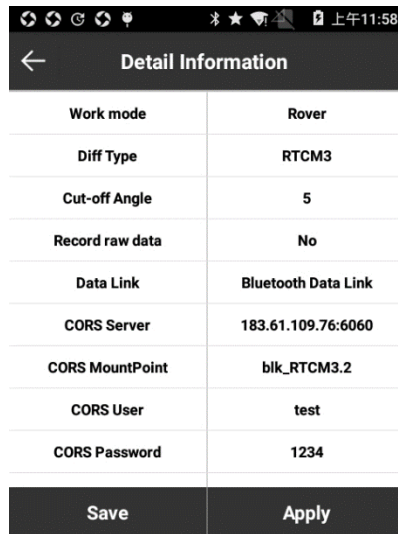 上午11:58
Detail Information
Work mode Rover
Diff Type RTCM3
Cut-off Angle 5
Record raw data No
Data Link Bluetooth Data Link
CORS Server 183.61.109.76:6060
CORS MountPoint blk_RTCM3.2
CORS User test
CORS Password 1234
Save Apply